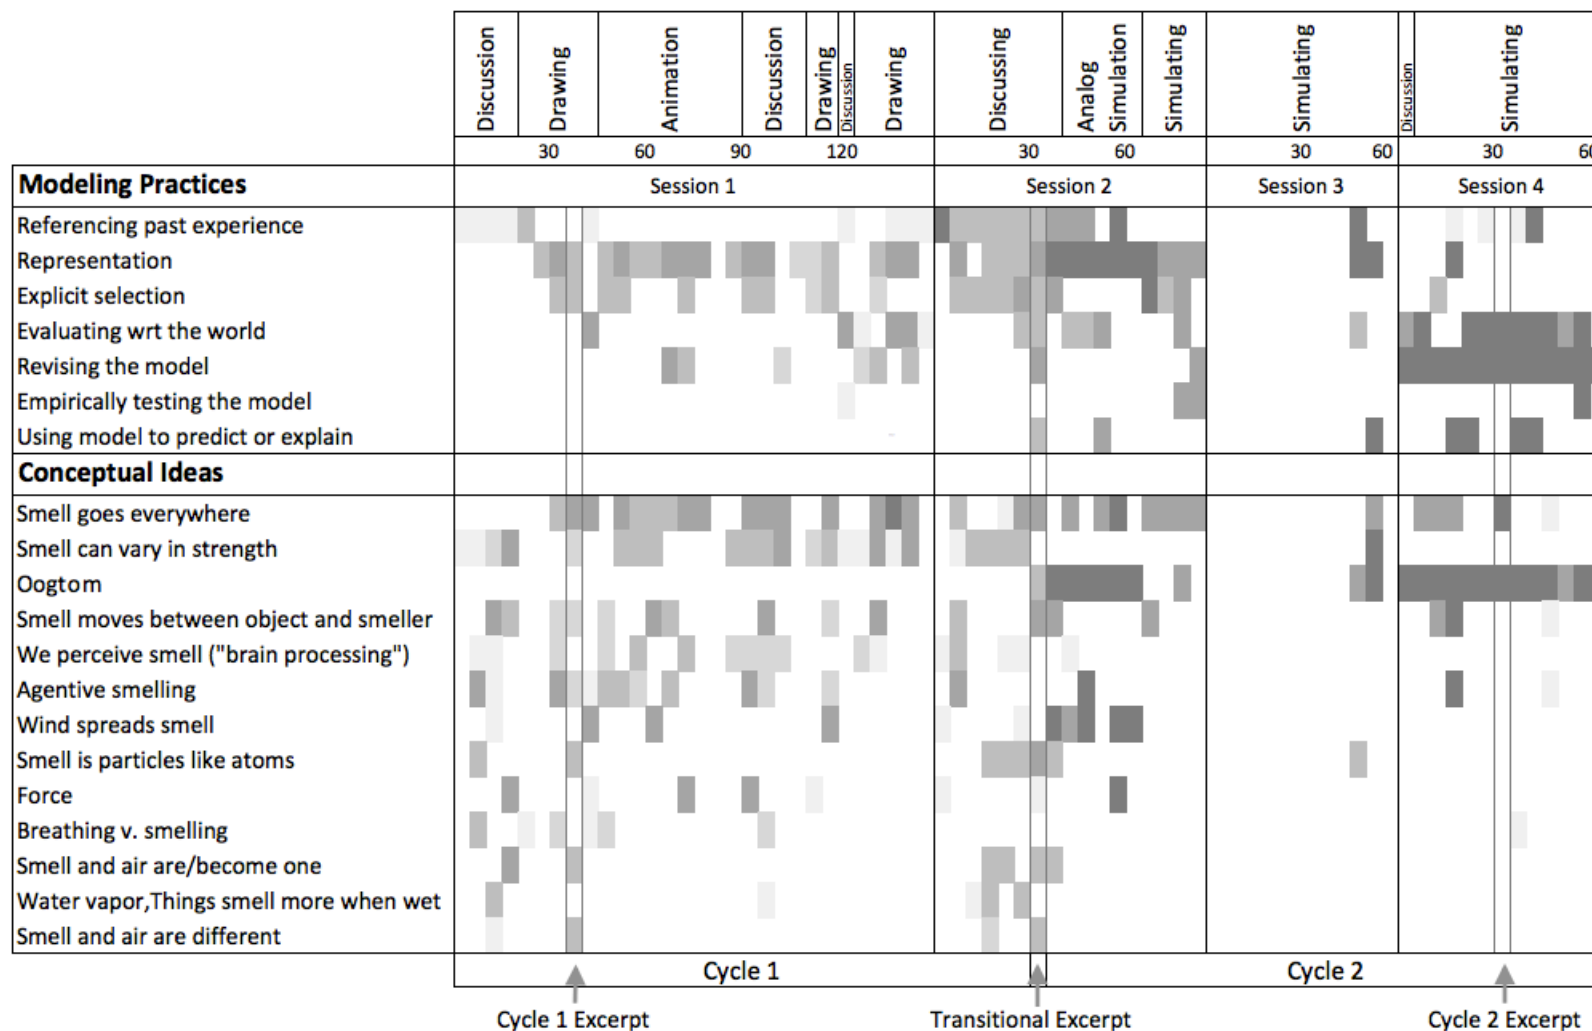 Discussion
Drawing
Animation
Discussion
Drawing
Discussion
Drawing
Discussing
Analog
Simulation
Simulating
Simulating
Discussion
Simulating
30 60 90 120 30 60 30 60 30 60
Modeling Practices Session 1 Session 2 Session 3 Session 4
Referencing past experience
Representation
Explicit selection
Evaluating wrt the world
Revising the model
Empirically testing the model
Using model to predict or explain
Conceptual Ideas
Smell goes everywhere
Smell can vary in strength
Oogtom
Smell moves between object and smeller
We perceive smell ("brain processing")
Agentive smelling
Wind spreads smell
Smell is particles like atoms
Force
Breathing v. smelling
Smell and air are/become one
Water vapor,Things smell more when wet
Smell and air are different
Cycle 1 Cycle 2
Cycle 1 Excerpt Transitional Excerpt Cycle 2 Excerpt